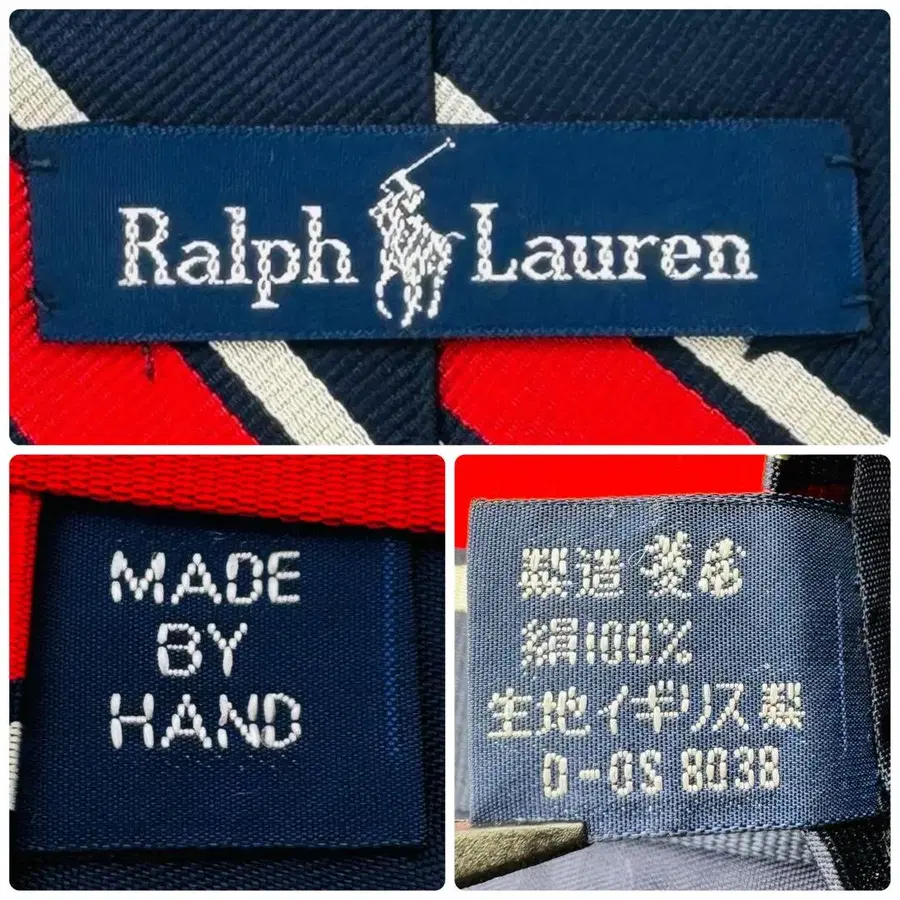 Ralph Lauren
MADE
BY
HAND
製造 菱屋
絹100%
生地イギリス製
0-0S 8038